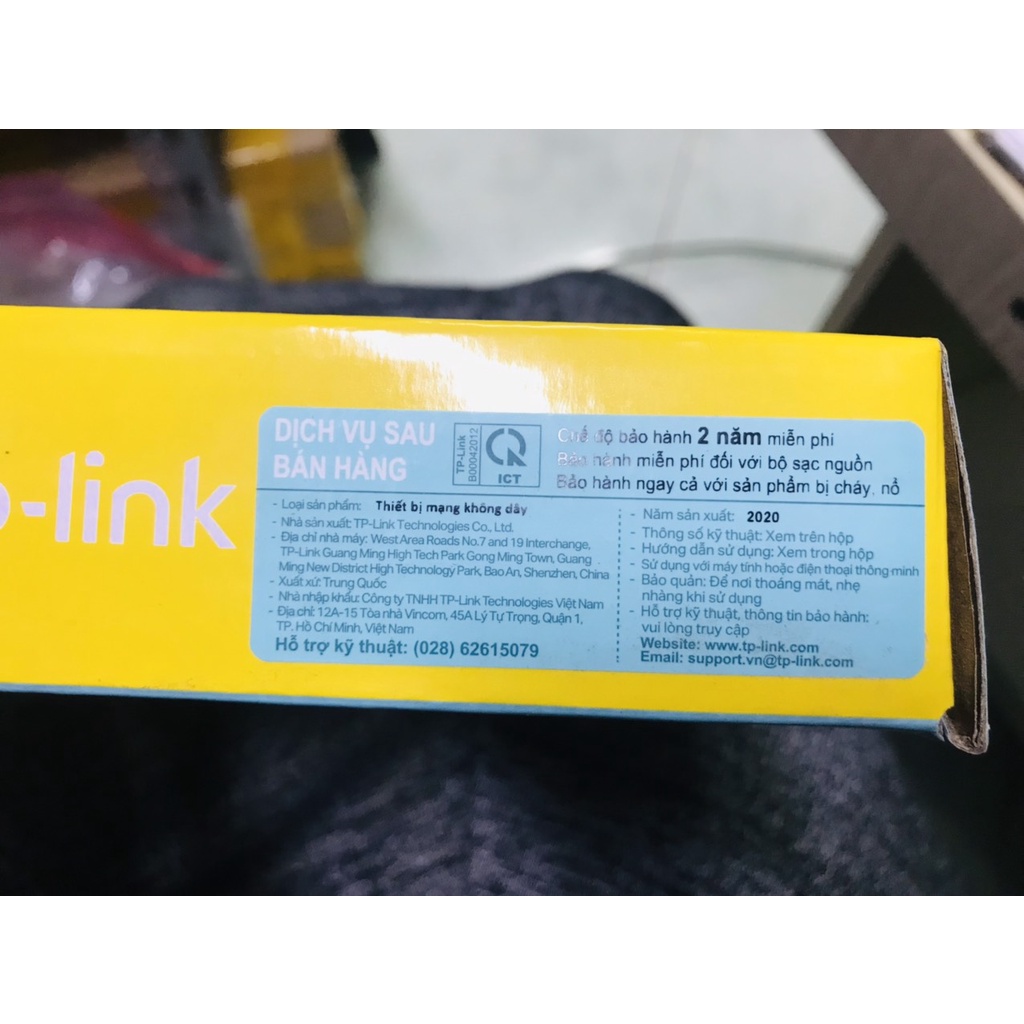 p-link
DỊCH VỤ SAU
BÁN HÀNG
TP-Link
B00042012
ICT
Chế độ bảo hành 2 năm miễn phí
Bảo hành miễn phí đối với bộ sạc nguồn
Bảo hành ngay cả với sản phẩm bị cháy, nổ
- Loại sản phẩm: Thiết bị mạng không dây
- Nhà sản xuất: TP-Link Technologies Co., Ltd.
- Địa chỉ nhà máy: West Area Roads No.7 and 19 Interchange,
TP-Link Guang Ming High Tech Park Gong Ming Town, Guang
Ming New District High Technology Park, Bao An, Shenzhen, China
- Xuất xứ: Trung Quốc
- Nhà nhập khẩu: Công ty TNHH TP-Link Technologies Việt Nam
- Địa chỉ: 12A-15 Tòa nhà Vincom, 45A Lý Tự Trọng, Quận 1,
TP. Hồ Chí Minh, Việt Nam
Hỗ trợ kỹ thuật: (028) 62615079
- Năm sản xuất: 2020
- Thông số kỹ thuật: Xem trên hộp
- Hướng dẫn sử dụng: Xem trong hộp
- Sử dụng với máy tính hoặc điện thoại thông minh
- Bảo quản: Để nơi thoáng mát, nhẹ
nhàng khi sử dụng
- Hỗ trợ kỹ thuật, thông tin bảo hành:
vui lòng truy cập
Website: www.tp-link.com
Email: support.vn@tp-link.com